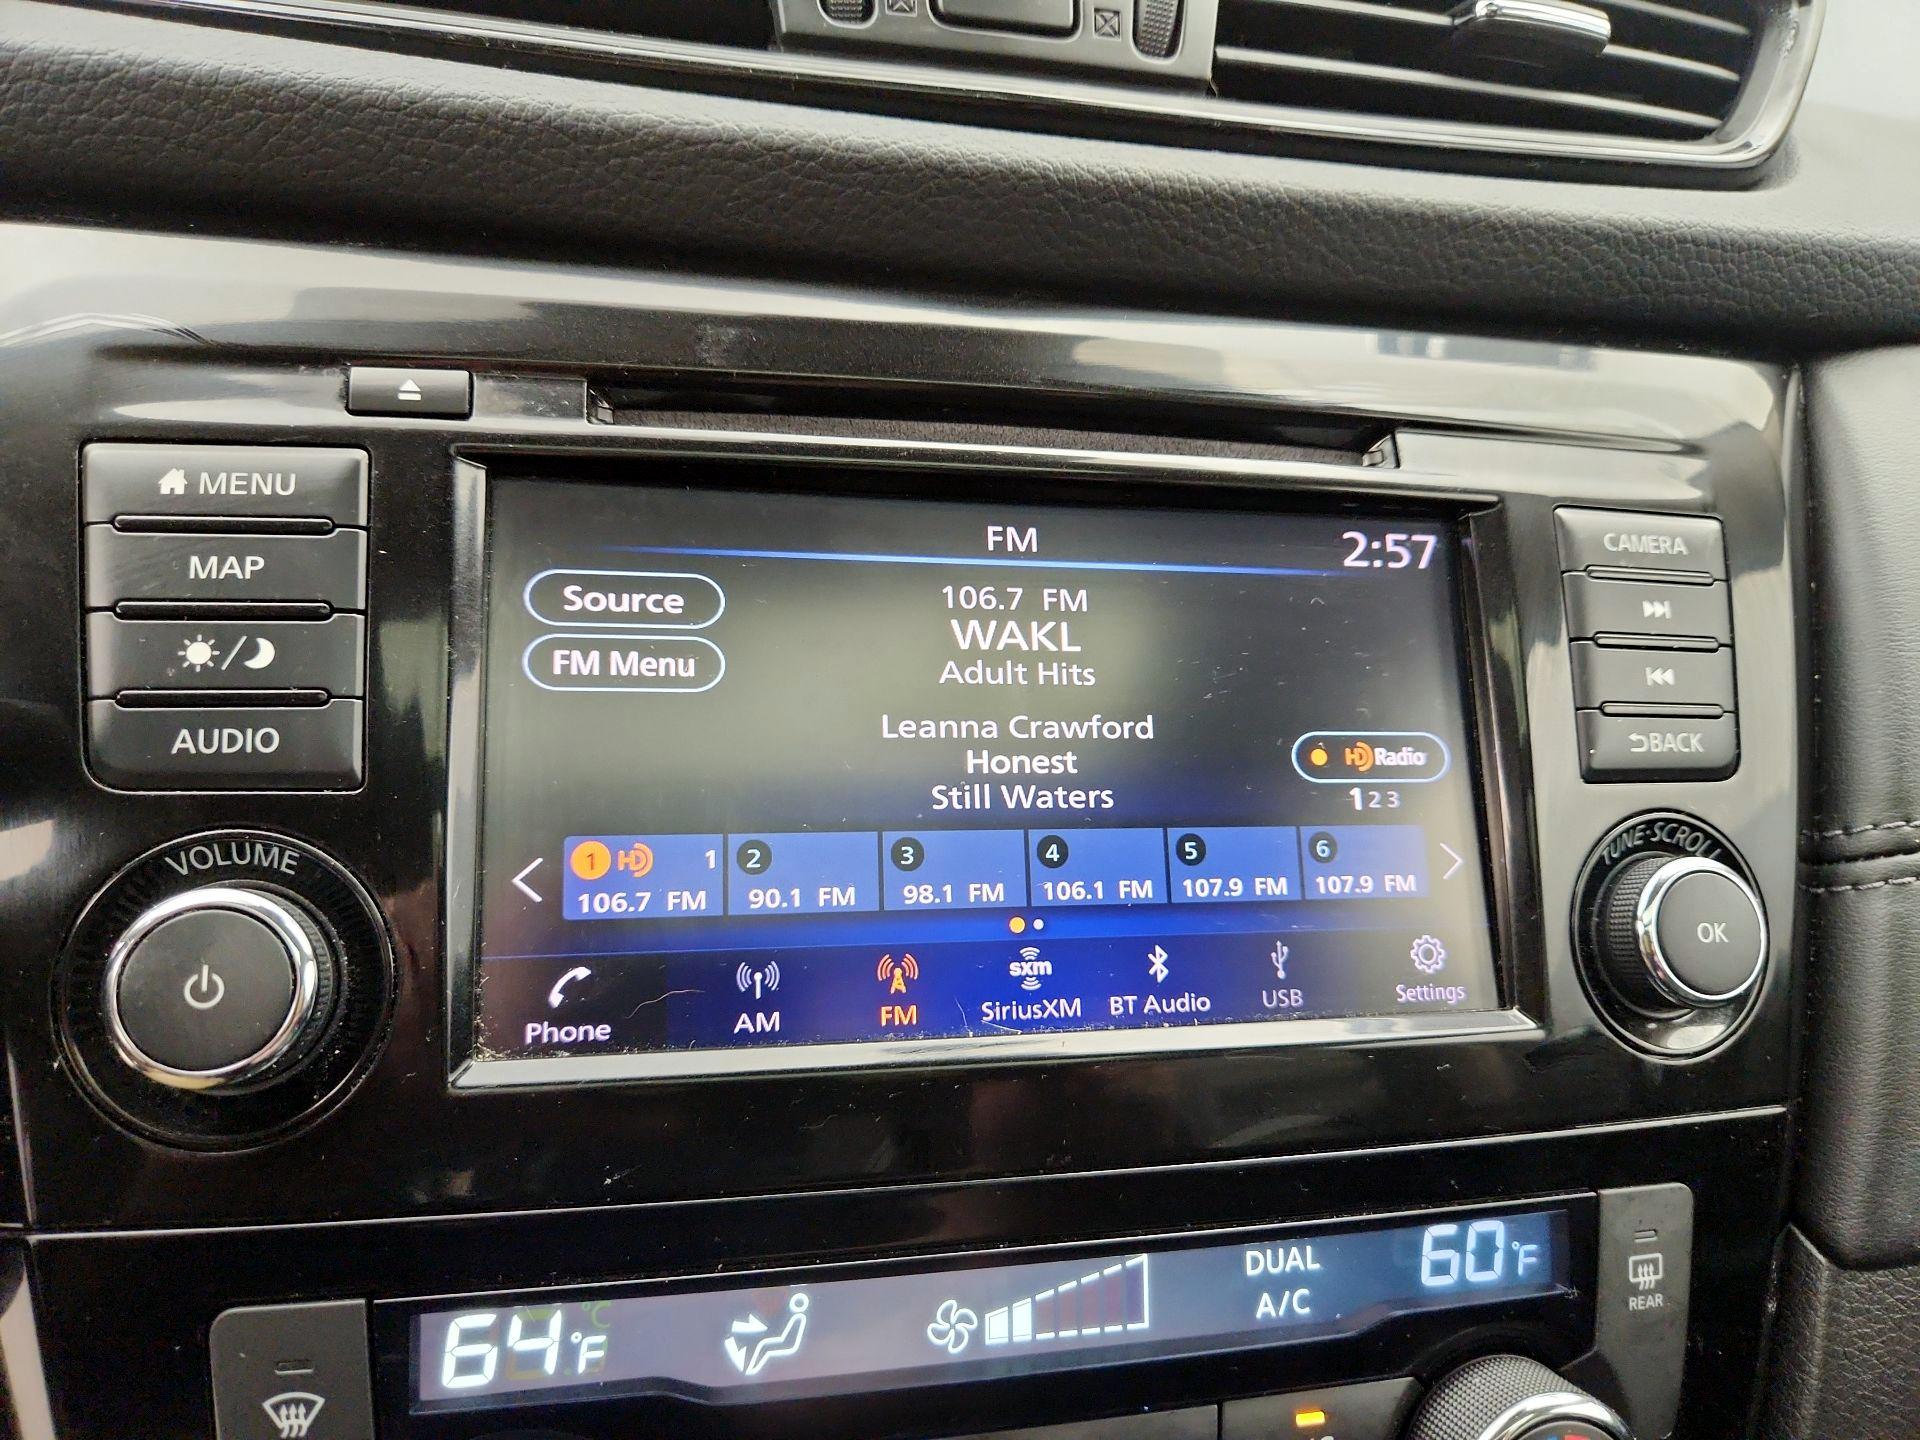 MENU
MAP
AUDIO
VOLUME
FM
2:57
Source
FM Menu
106.7 FM
WAKL
Adult Hits
Leanna Crawford
Honest
Still Waters
HD Radio
1 2 3
1 HD 1
106.7 FM
2
90.1 FM
3
98.1 FM
4
106.1 FM
5
107.9 FM
6
107.9 FM
Phone
AM
FM
sxm
SiriusXM
BT Audio
USB
Settings
CAMERA
BACK
TUNE·SCROLL
OK
64°F
°C
DUAL
A/C
60°F
REAR